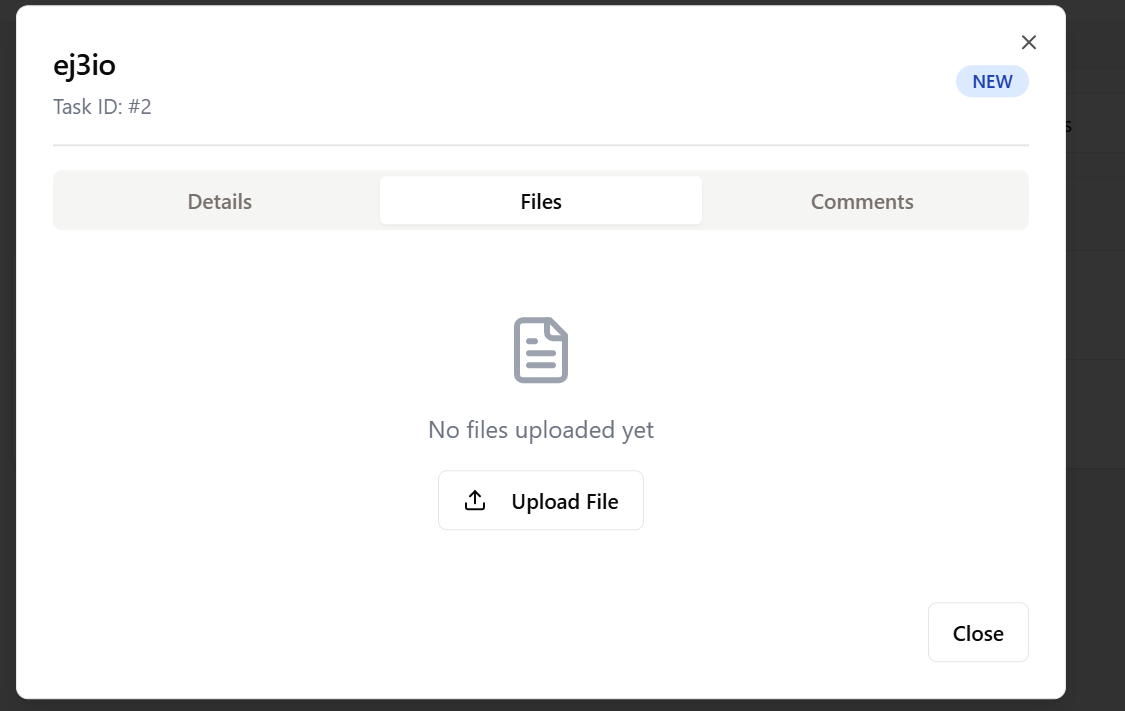 ej3io
NEW
Task ID: #2
Details
Files
Comments
No files uploaded yet
Upload File
Close